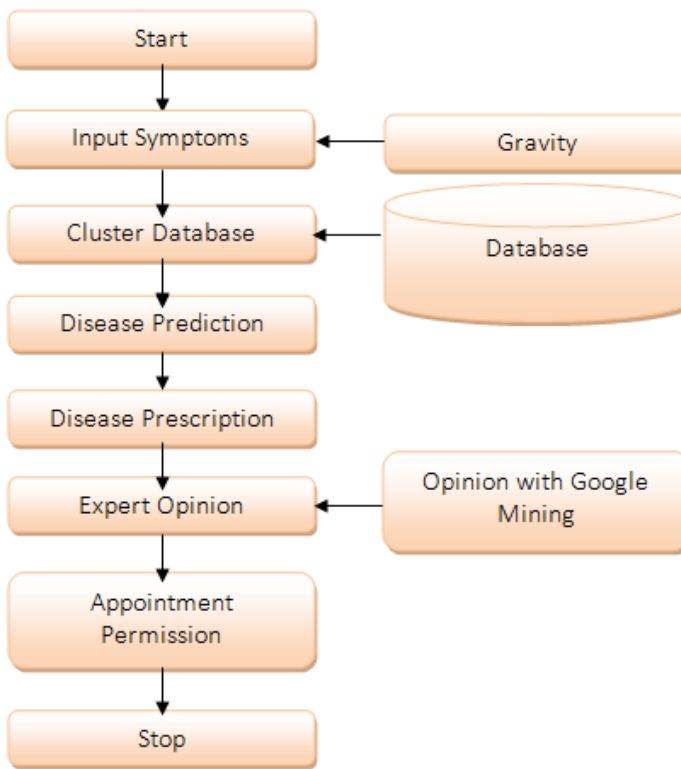 Start
Input Symptoms
Gravity
Cluster Database
Database
Disease Prediction
Disease Prescription
Expert Opinion
Opinion with Google
Mining
Appointment
Permission
Stop